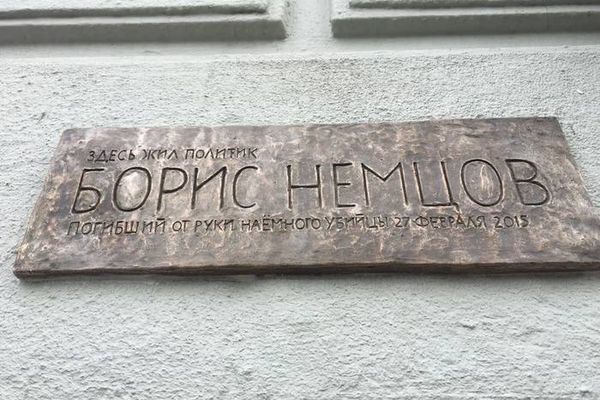 ЗДЕСЬ ЖИЛ ПОЛИТИК
БОРИС НЕМЦОВ
ПОГИБШИЙ ОТ РУКИ НАЁМНОГО УБИЙЦЫ 27 ФЕВРАЛЯ 2015